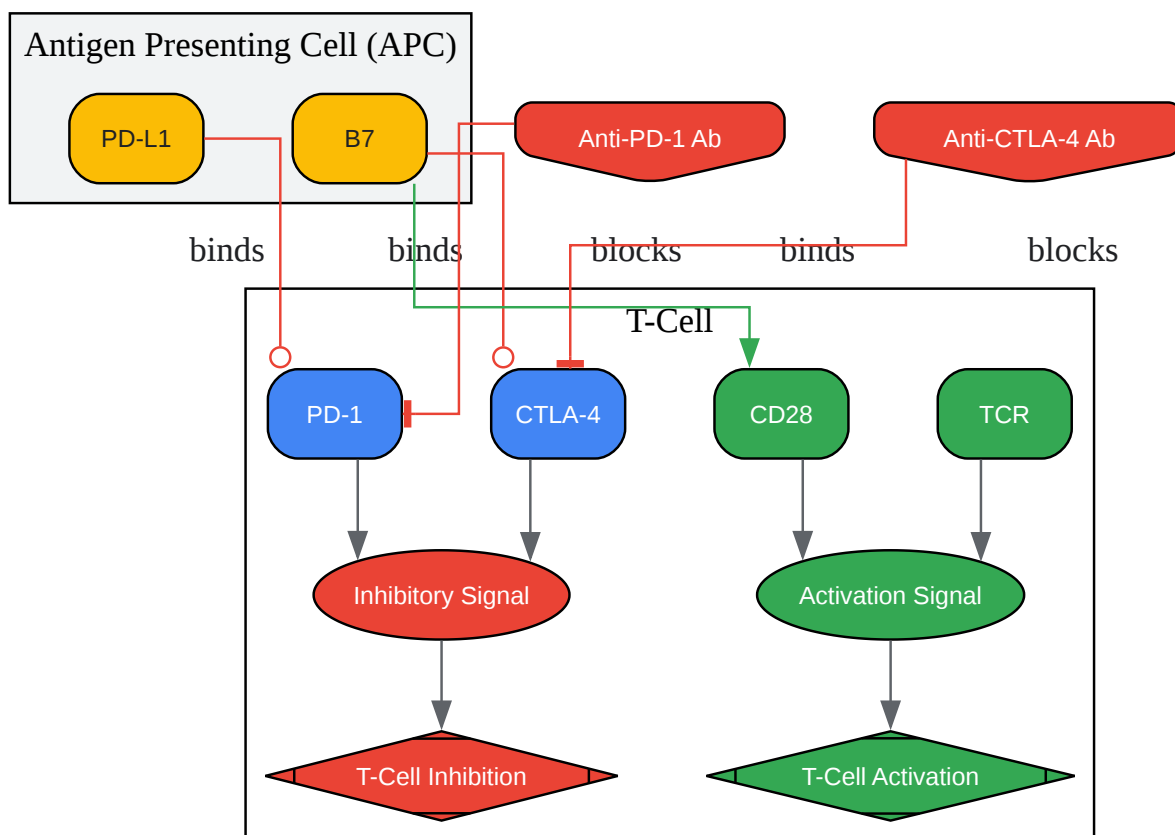 Antigen Presenting Cell (APC)
PD-L1
B7
Anti-PD-1 Ab
Anti-CTLA-4 Ab
binds
binds
blocks
binds
blocks
T-Cell
PD-1
CTLA-4
CD28
TCR
Inhibitory Signal
Activation Signal
T-Cell Inhibition
T-Cell Activation